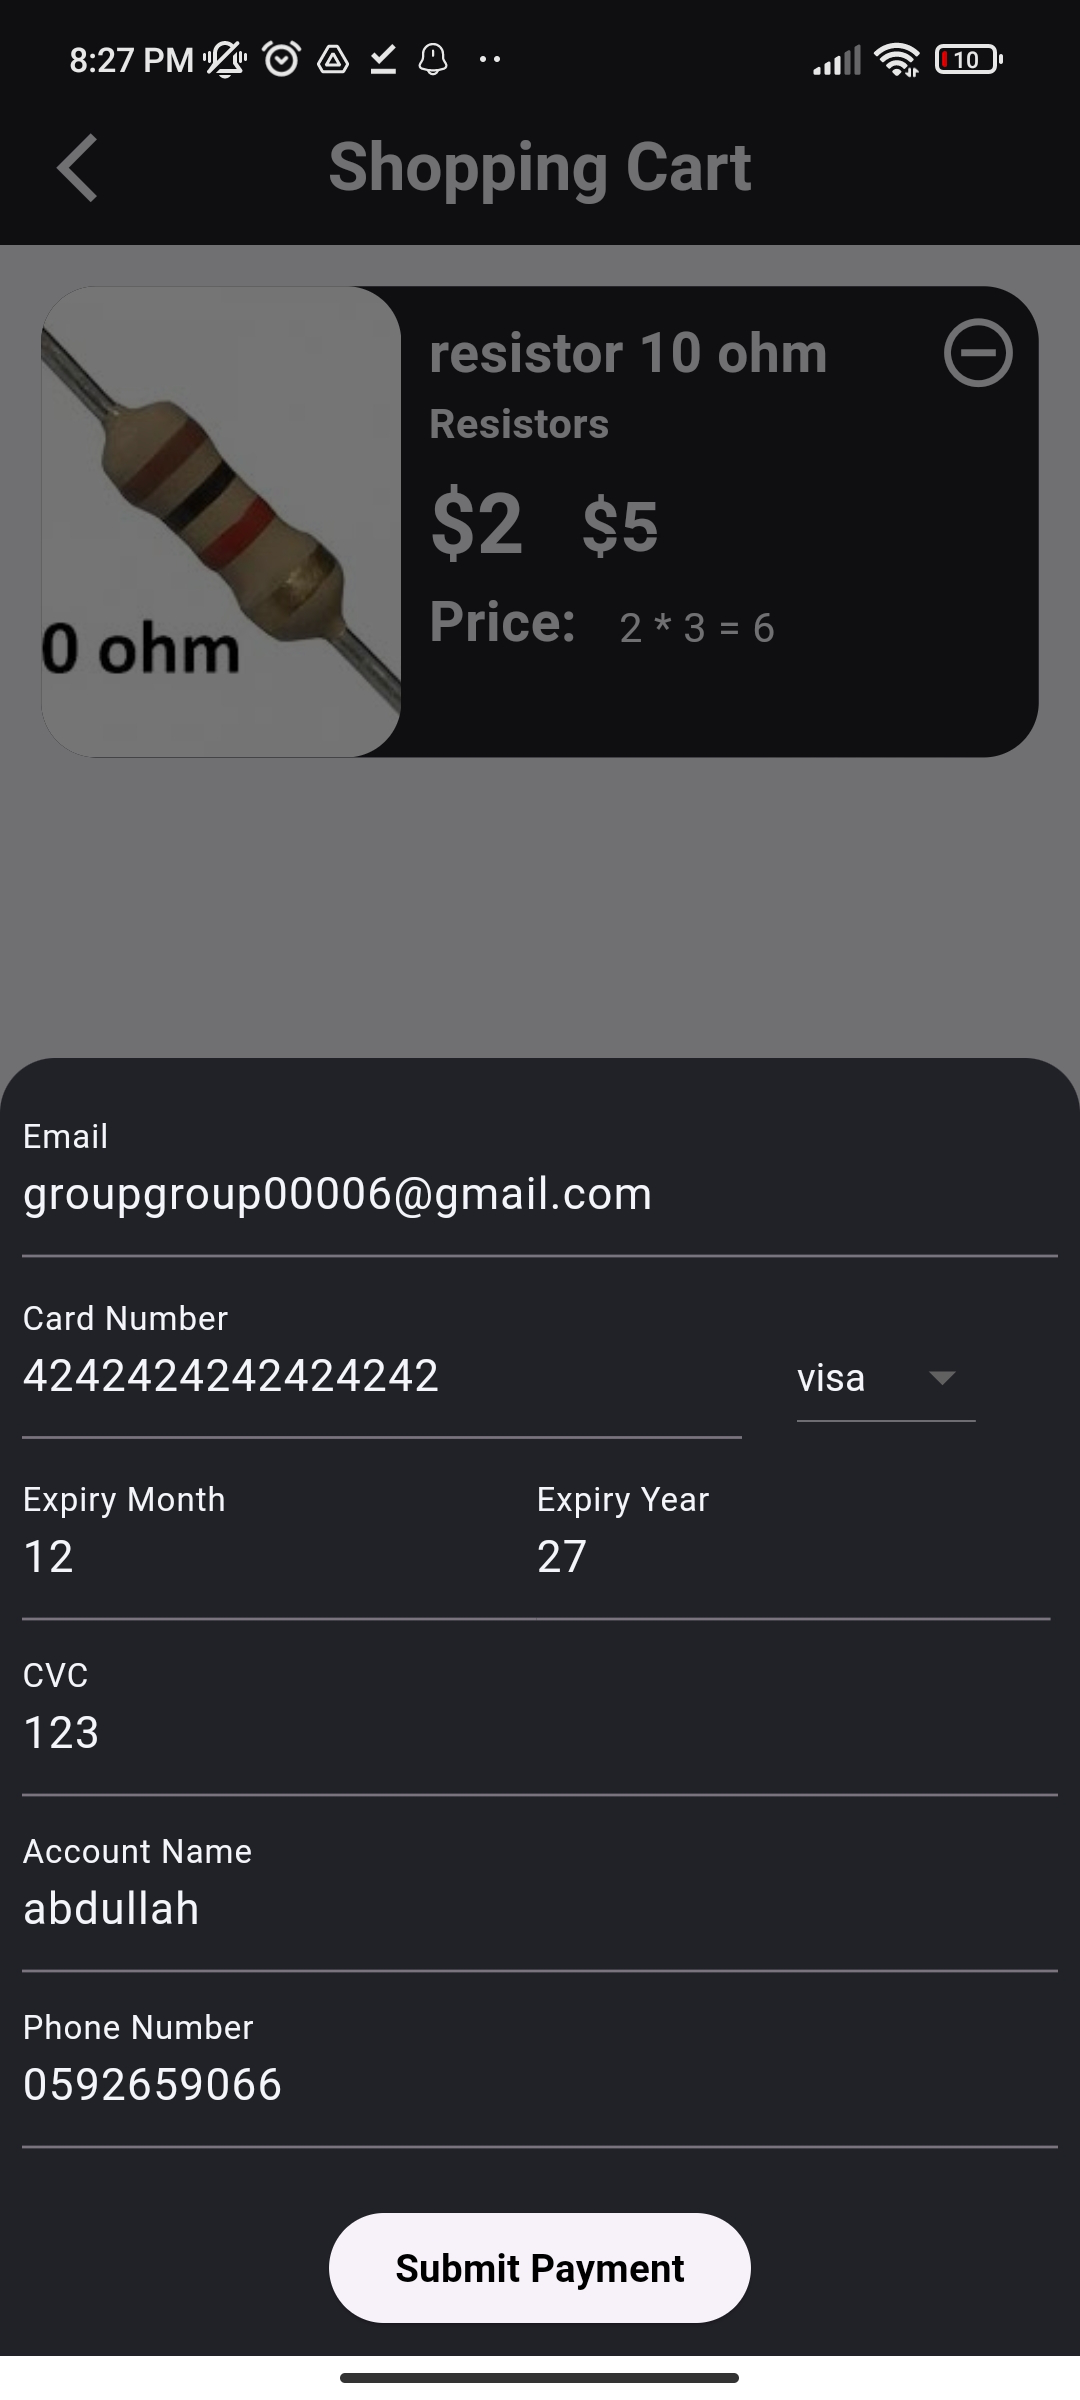 8:27 PM
10
Shopping Cart
resistor 10 ohm
Resistors
$2 $5
Price: 2 * 3 = 6
0 ohm
Email
groupgroup00006@gmail.com
Card Number
4242424242424242
visa
Expiry Month Expiry Year
12 27
CVC
123
Account Name
abdullah
Phone Number
0592659066
Submit Payment